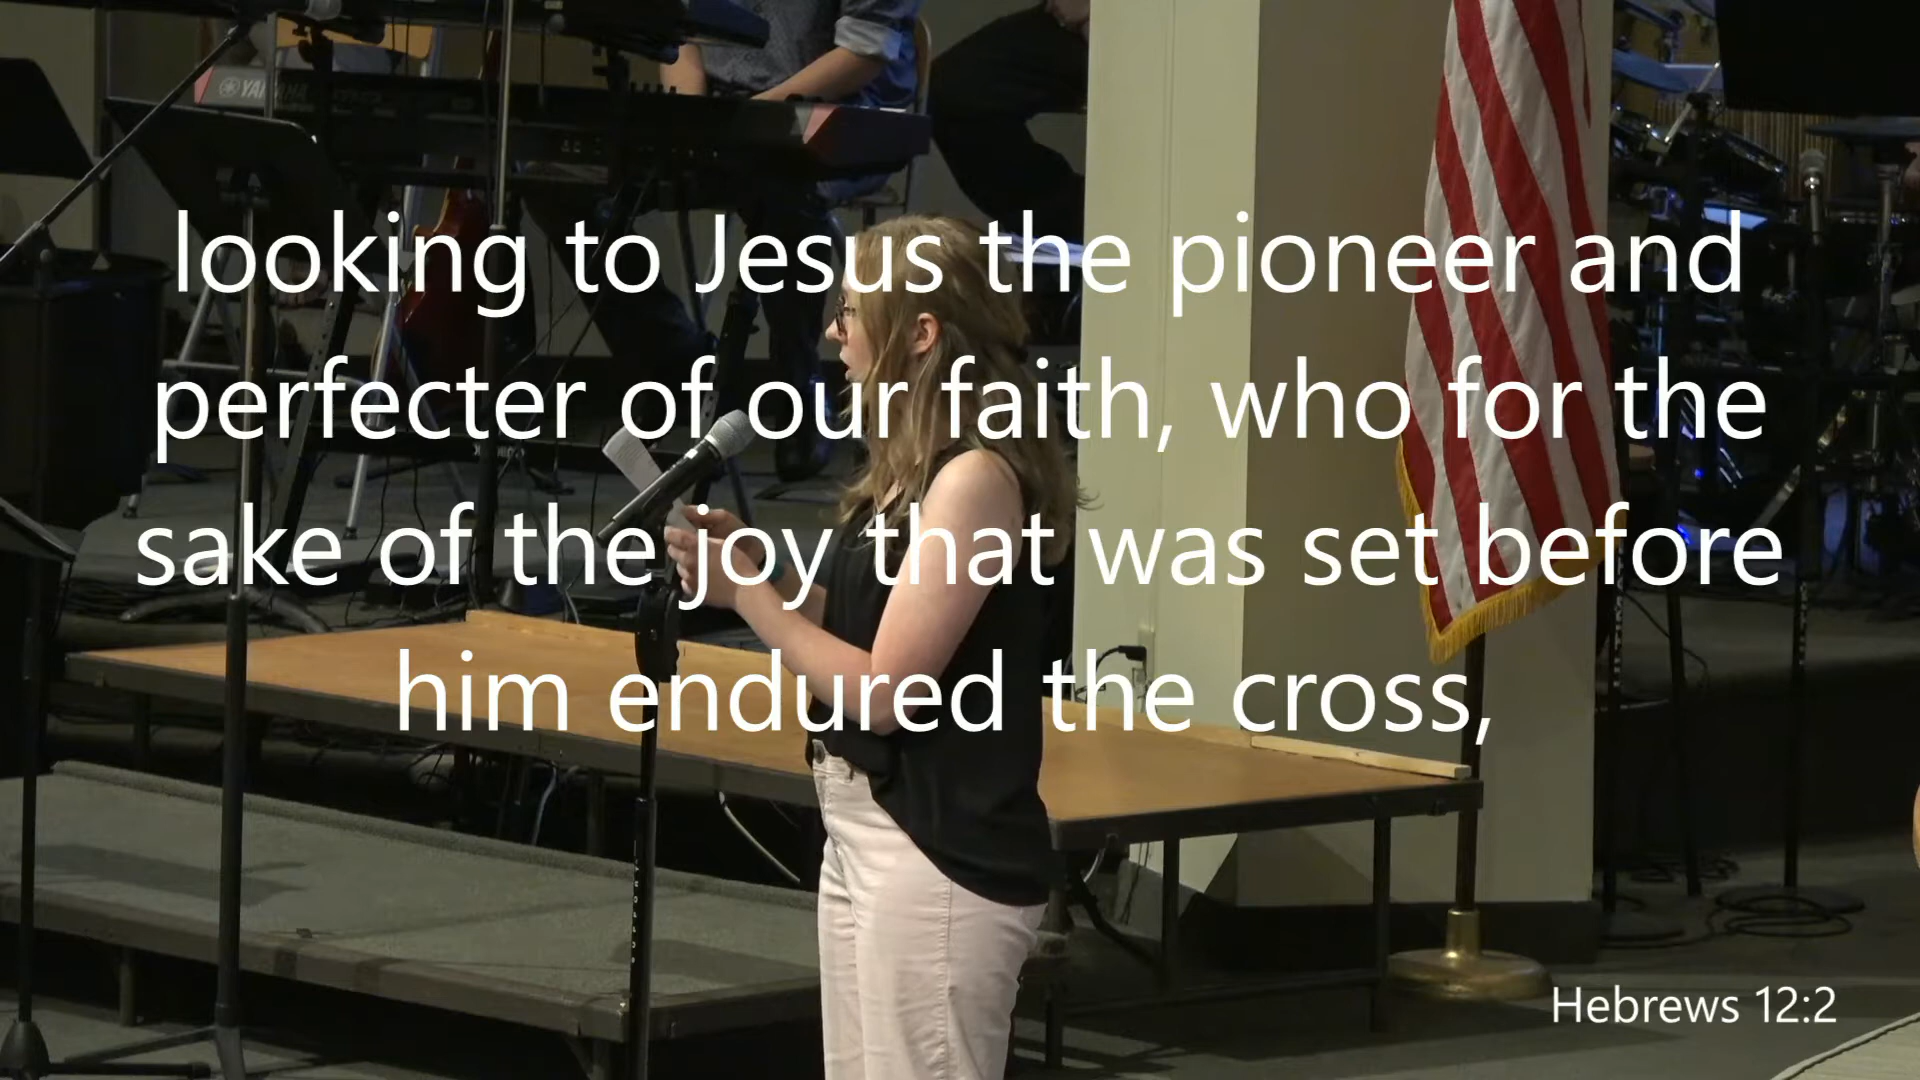 YAMAHA
looking to Jesus the pioneer and
perfecter of our faith, who for the
sake of the joy that was set before
him endured the cross,
Hebrews 12:2